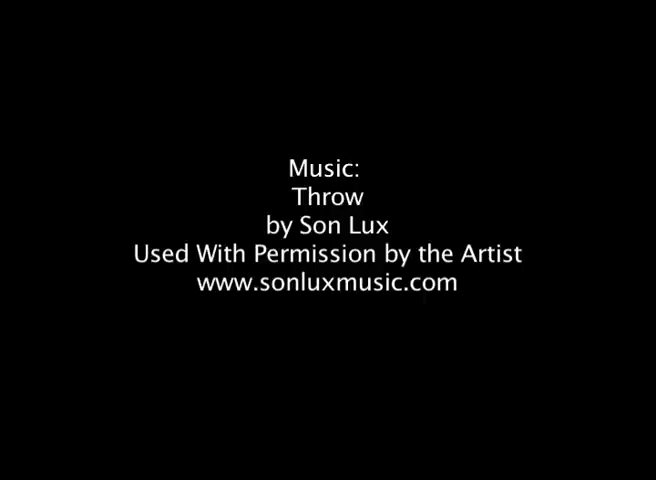 Music:
Throw
by Son Lux
Used With Permission by the Artist
www.sonluxmusic.com